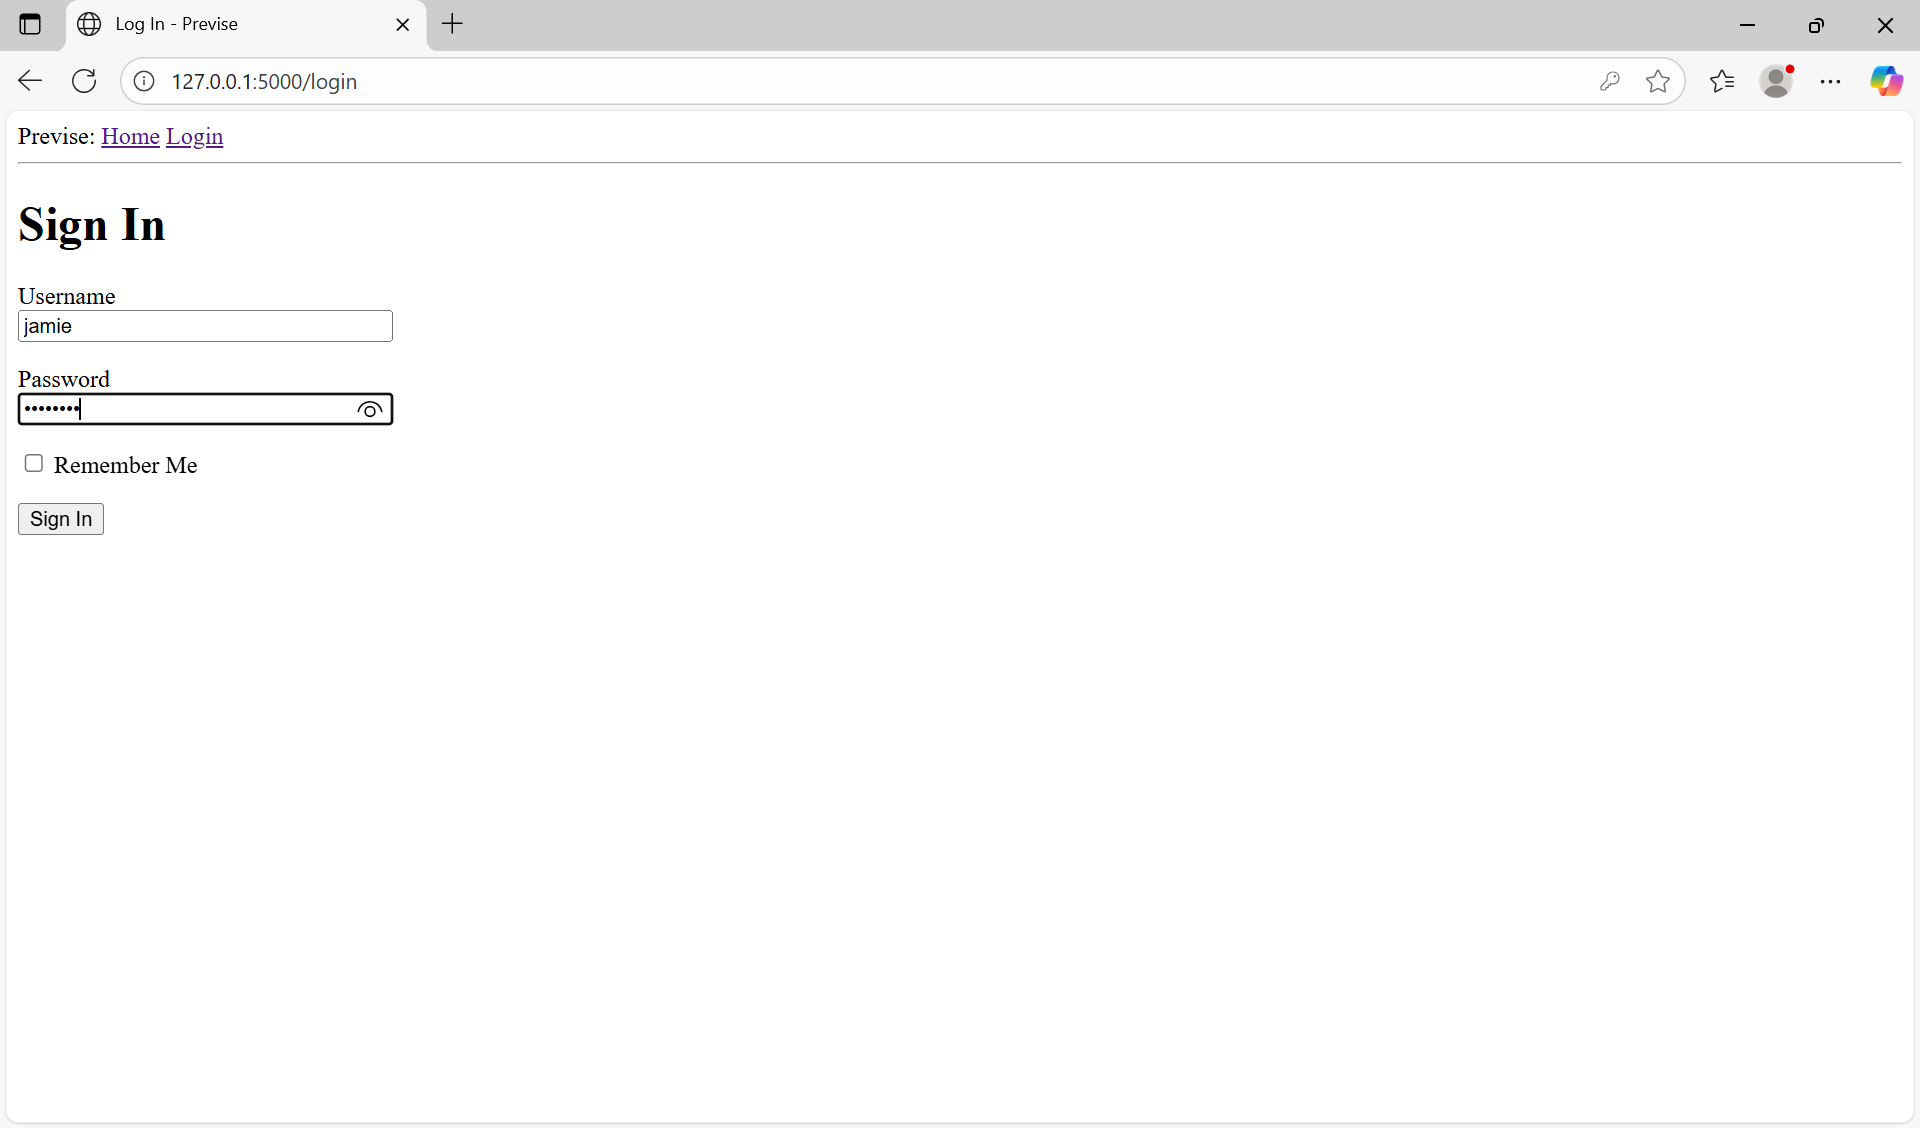 Log In - Previse
127.0.0.1:5000/login
Previse: Home Login
Sign In
Username
jamie
Password
••••••••
Remember Me
Sign In